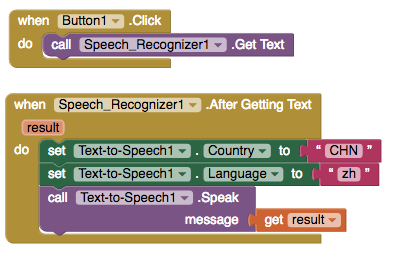 when Button1 .Click
do call Speech_Recognizer1 .Get Text
when Speech_Recognizer1 .After Getting Text
result
do set Text-to-Speech1 . Country to " CHN "
set Text-to-Speech1 . Language to " zh "
call Text-to-Speech1 .Speak
message get result